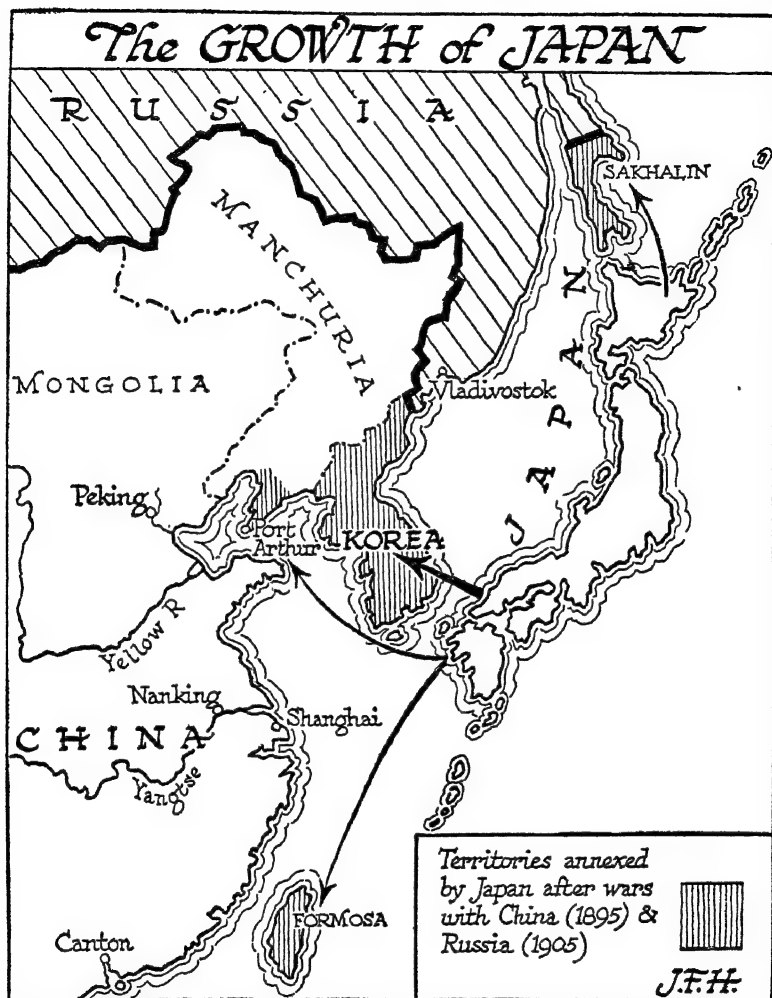 The GROWTH of JAPAN
RUSSIA
SAKHALIN
MANCHURIA
MONGOLIA
Vladivostok
JAPAN
Peking
Port
Arthur
KOREA
Yellow R
Nanking
Shanghai
CHINA
Yangtse
FORMOSA
Canton
Territories annexed
by Japan after wars
with China (1895) &
Russia (1905)
J.F.H.